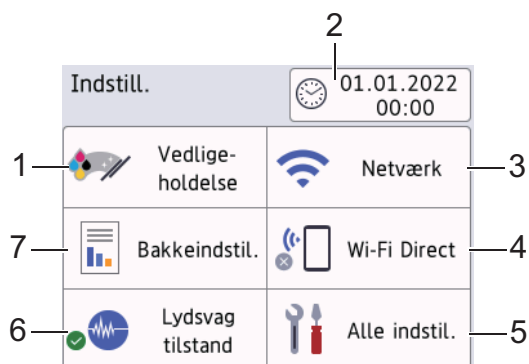 2
Indstill.
01.01.2022
00:00
1
Vedlige-
holdelse
Netværk
3
7
Bakkeindstil.
Wi-Fi Direct
4
6
Lydsvag
tilstand
Alle indstil.
5